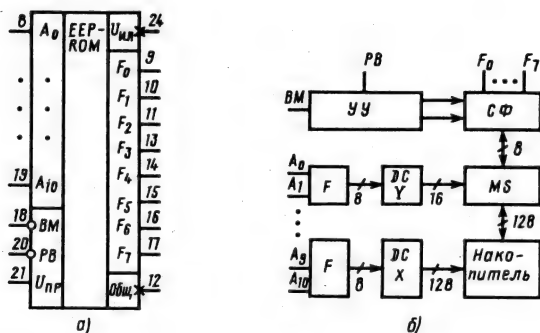 8 A₀ EEP-ROM Uип 24
F₀ 9
F₁ 10
F₂ 11
F₃ 13
F₄ 14
F₅ 15
F₆ 16
F₇ 17
19 A₁₀
18 ВМ
20 РВ
21 Uпр
Общ. 12
а)
РВ F₀ F₇
ВМ УУ СФ
8
A₀
A₁ F 8 DC Y 16 MS
128
A₉
A₁₀ F 8 DC X 128 Нако-
питель
б)